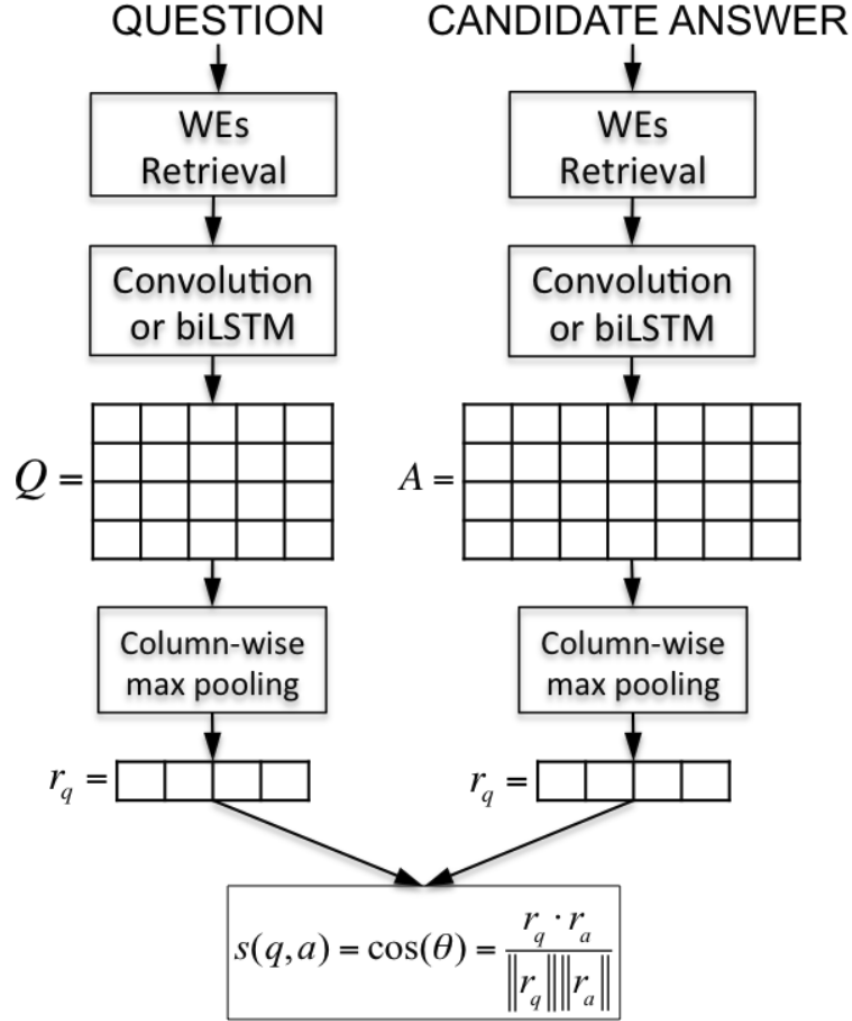 QUESTION
CANDIDATE ANSWER
WEs
Retrieval
WEs
Retrieval
Convolution
or biLSTM
Convolution
or biLSTM
Q =
A =
Column-wise
max pooling
Column-wise
max pooling
r_q =
r_q =
s(q,a) = cos(θ) = r_q · r_a / ‖r_q‖‖r_a‖